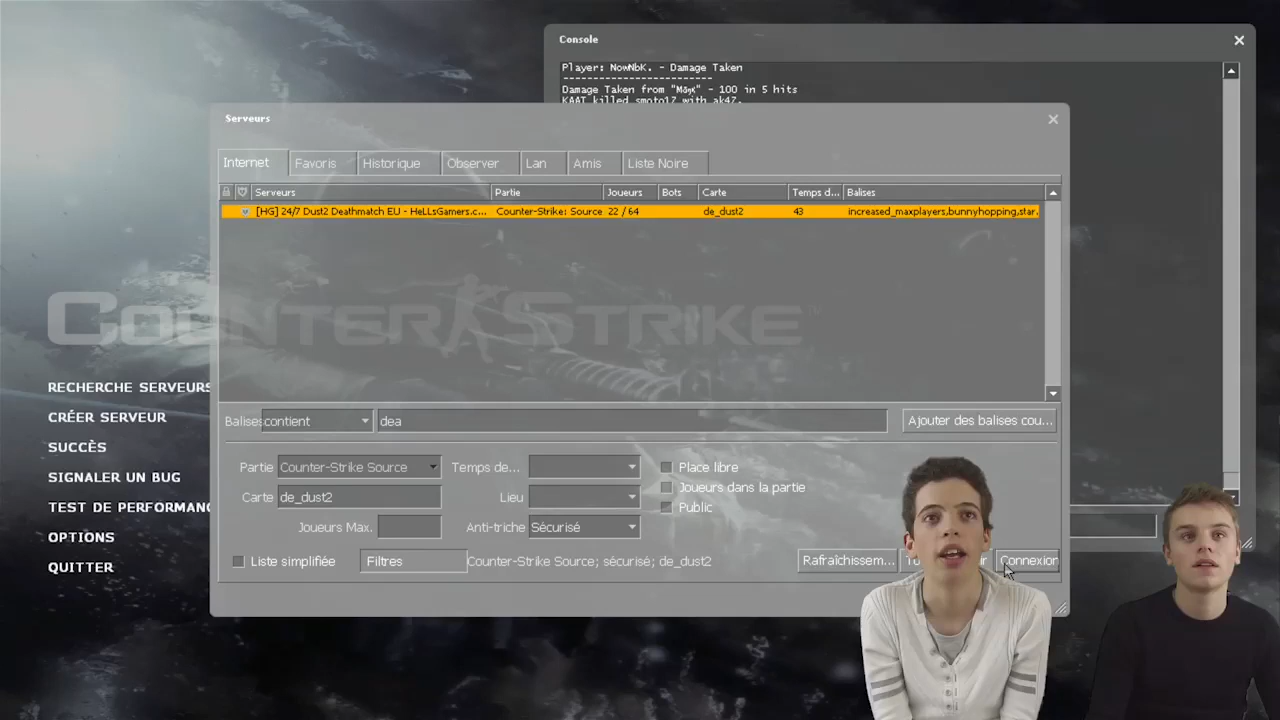 Console
Player: NowNbK. - Damage Taken
-------------------------
Damage Taken from " " - 100 in 5 hits
KAAT killed smoto17 with ak47.
Serveurs
Internet Favoris Historique Observer Lan Amis Liste Noire
Serveurs Partie Joueurs Bots Carte Temps d... Balises
[HG] 24/7 Dust2 Deathmatch EU - HeLLsGamers.c... Counter-Strike: Source 22 / 64 de_dust2 43 increased_maxplayers,bunnyhopping,star.
COUNTER STRIKE
RECHERCHE SERVEURS
CRÉER SERVEUR
SUCCÈS
SIGNALER UN BUG
TEST DE PERFORMANC
OPTIONS
QUITTER
Balises contient dea Ajouter des balises cou...
Partie Counter-Strike Source Temps de... Place libre
Joueurs dans la partie
Carte de_dust2 Lieu Public
Joueurs Max. Anti-triche Sécurisé
Liste simplifiée Filtres Counter-Strike Source; sécurisé; de_dust2 Rafraîchissem... Connexion